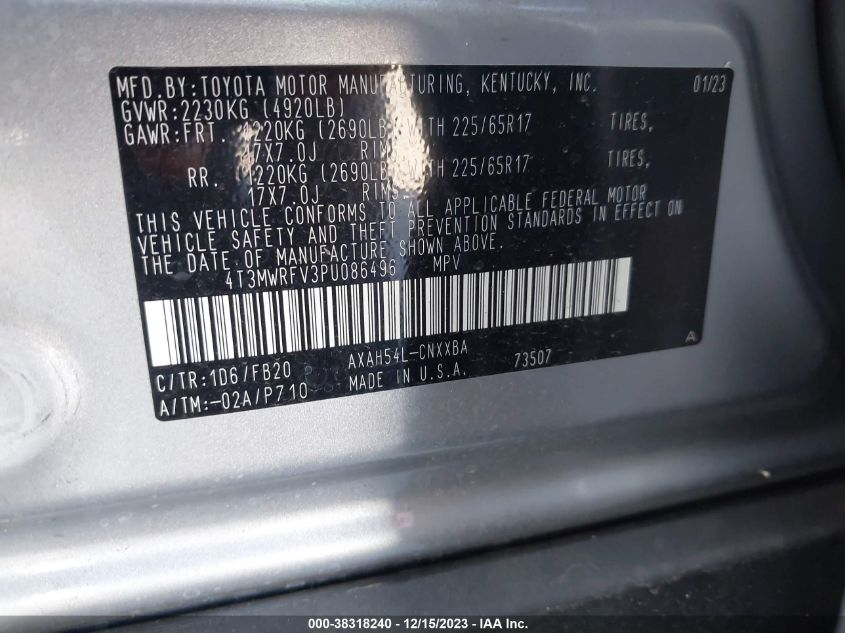 MFD.BY:TOYOTA MOTOR MANUFACTURING, KENTUCKY, INC. 01/23
GVWR:2230KG (4920LB)
GAWR:FRT. 1220KG (2690LB) WITH 225/65R17 TIRES,
17X7.0J RIMS
RR. 1220KG (2690LB) WITH 225/65R17 TIRES,
17X7.0J RIMS
THIS VEHICLE CONFORMS TO ALL APPLICABLE FEDERAL MOTOR
VEHICLE SAFETY AND THEFT PREVENTION STANDARDS IN EFFECT ON
THE DATE OF MANUFACTURE SHOWN ABOVE.
4T3MWRFV3PU086496 MPV
C/TR:1D6/FB20 AXAH54L-CNXXBA 73507 A
A/TM:-02A/P710 MADE IN U.S.A.
000-38318240 - 12/15/2023 - IAA Inc.